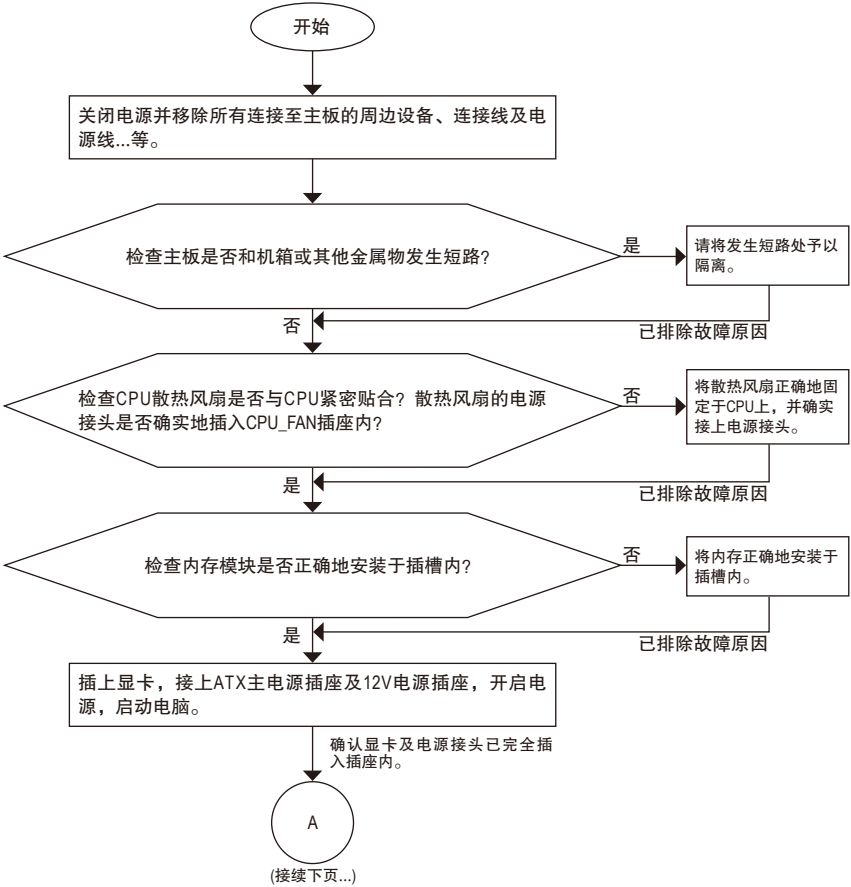 开始
关闭电源并移除所有连接至主板的周边设备、连接线及电
源线...等。
检查主板是否和机箱或其他金属物发生短路？
是
请将发生短路处予以
隔离。
否
已排除故障原因
检查CPU散热风扇是否与CPU紧密贴合？散热风扇的电源
接头是否确实地插入CPU_FAN插座内？
否
将散热风扇正确地固
定于CPU上，并确实
接上电源接头。
是
已排除故障原因
检查内存模块是否正确地安装于插槽内？
否
将内存正确地安装于
插槽内。
是
已排除故障原因
插上显卡，接上ATX主电源插座及12V电源插座，开启电
源，启动电脑。
确认显卡及电源接头已完全插
入插座内。
A
(接续下页...)